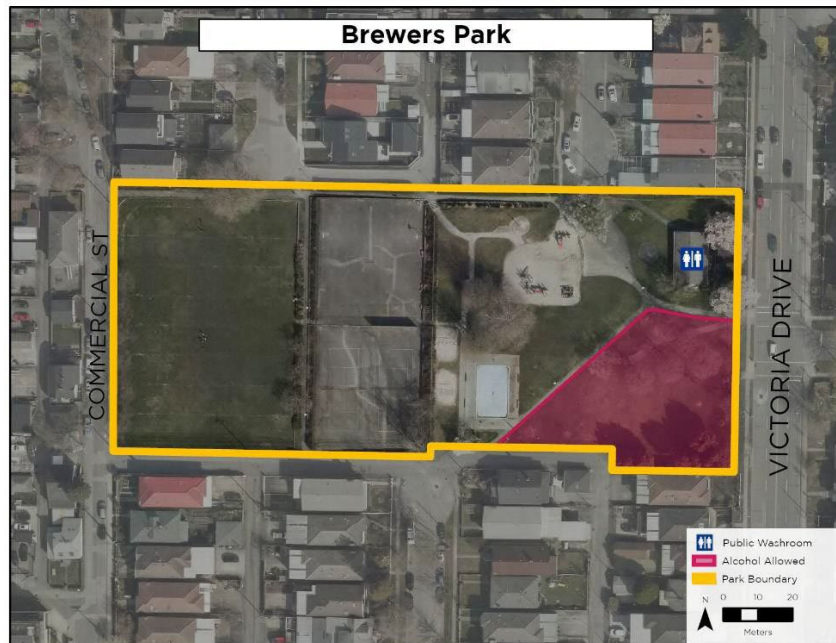 Brewers Park
COMMERCIAL ST
VICTORIA DRIVE
Public Washroom
Alcohol Allowed
Park Boundary
N
0 10 20
Meters